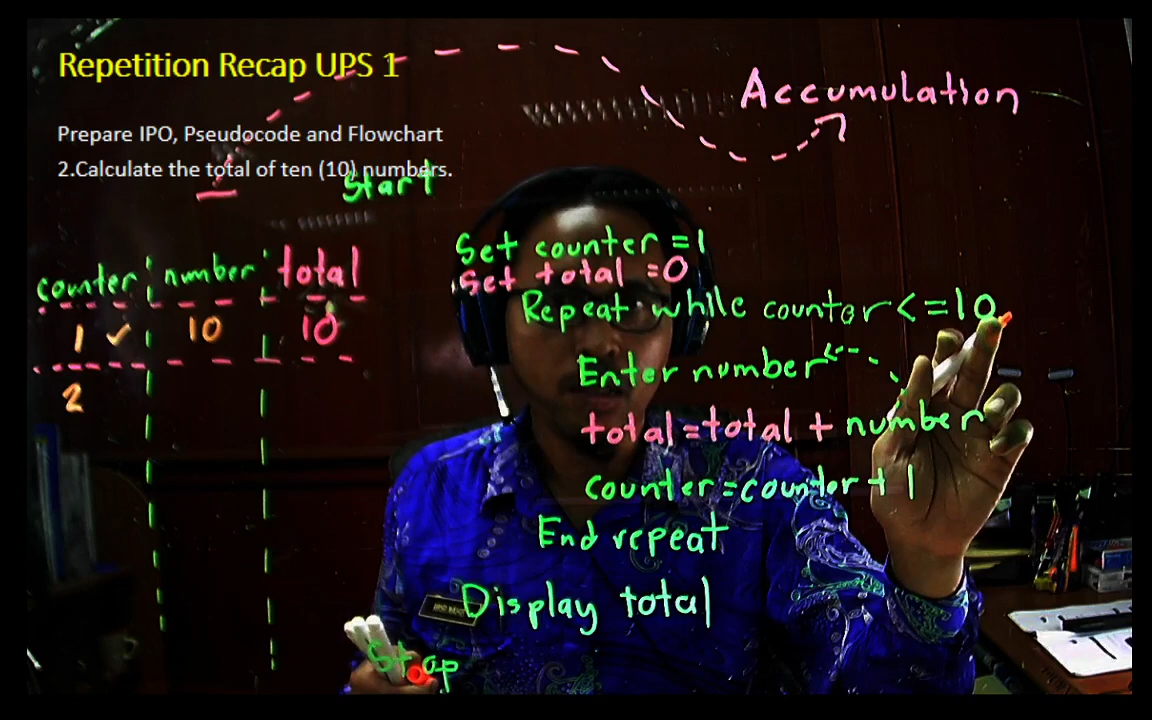 Repetition Recap UPS 1
Accumulation
Prepare IPO, Pseudocode and Flowchart
2.Calculate the total of ten (10) numbers.
Start
Set counter = 1
Set total = 0
Repeat while counter <= 10
Enter number
total = total + number
counter = counter + 1
End repeat
Display total
Stop
counter number total
1 ✓ 10 10
2